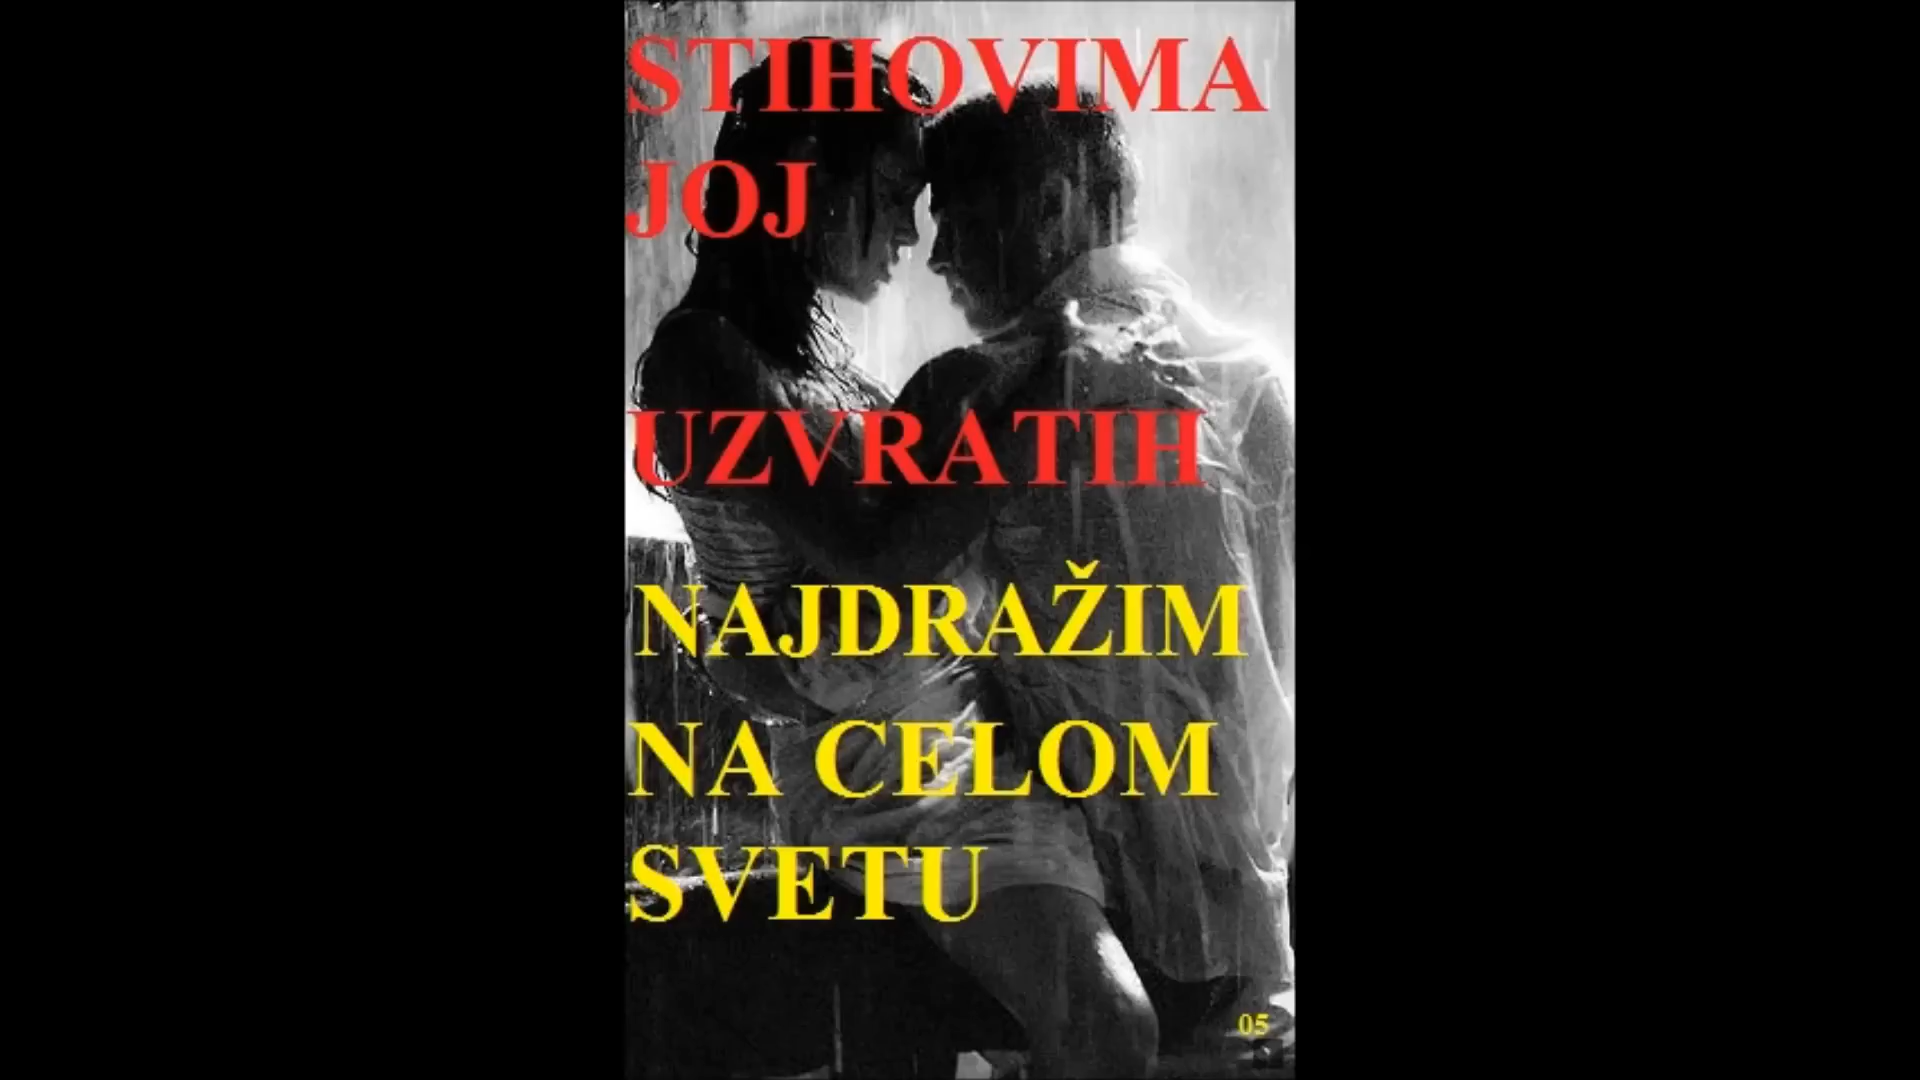 STIHOVIMA
JOJ
UZVRATIH
NAJDRAŽIM
NA CELOM
SVETU
05